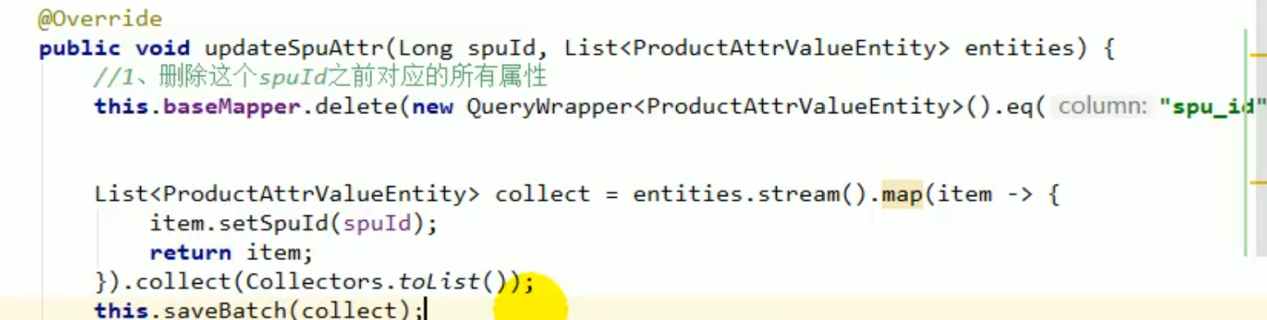 @Override
public void updateSpuAttr(Long spuId, List<ProductAttrValueEntity> entities) {
//1、删除这个spuId之前对应的所有属性
this.baseMapper.delete(new QueryWrapper<ProductAttrValueEntity>().eq( column: "spu_id"
List<ProductAttrValueEntity> collect = entities.stream().map(item -> {
item.setSpuId(spuId);
return item;
}).collect(Collectors.toList());
this.saveBatch(collect);